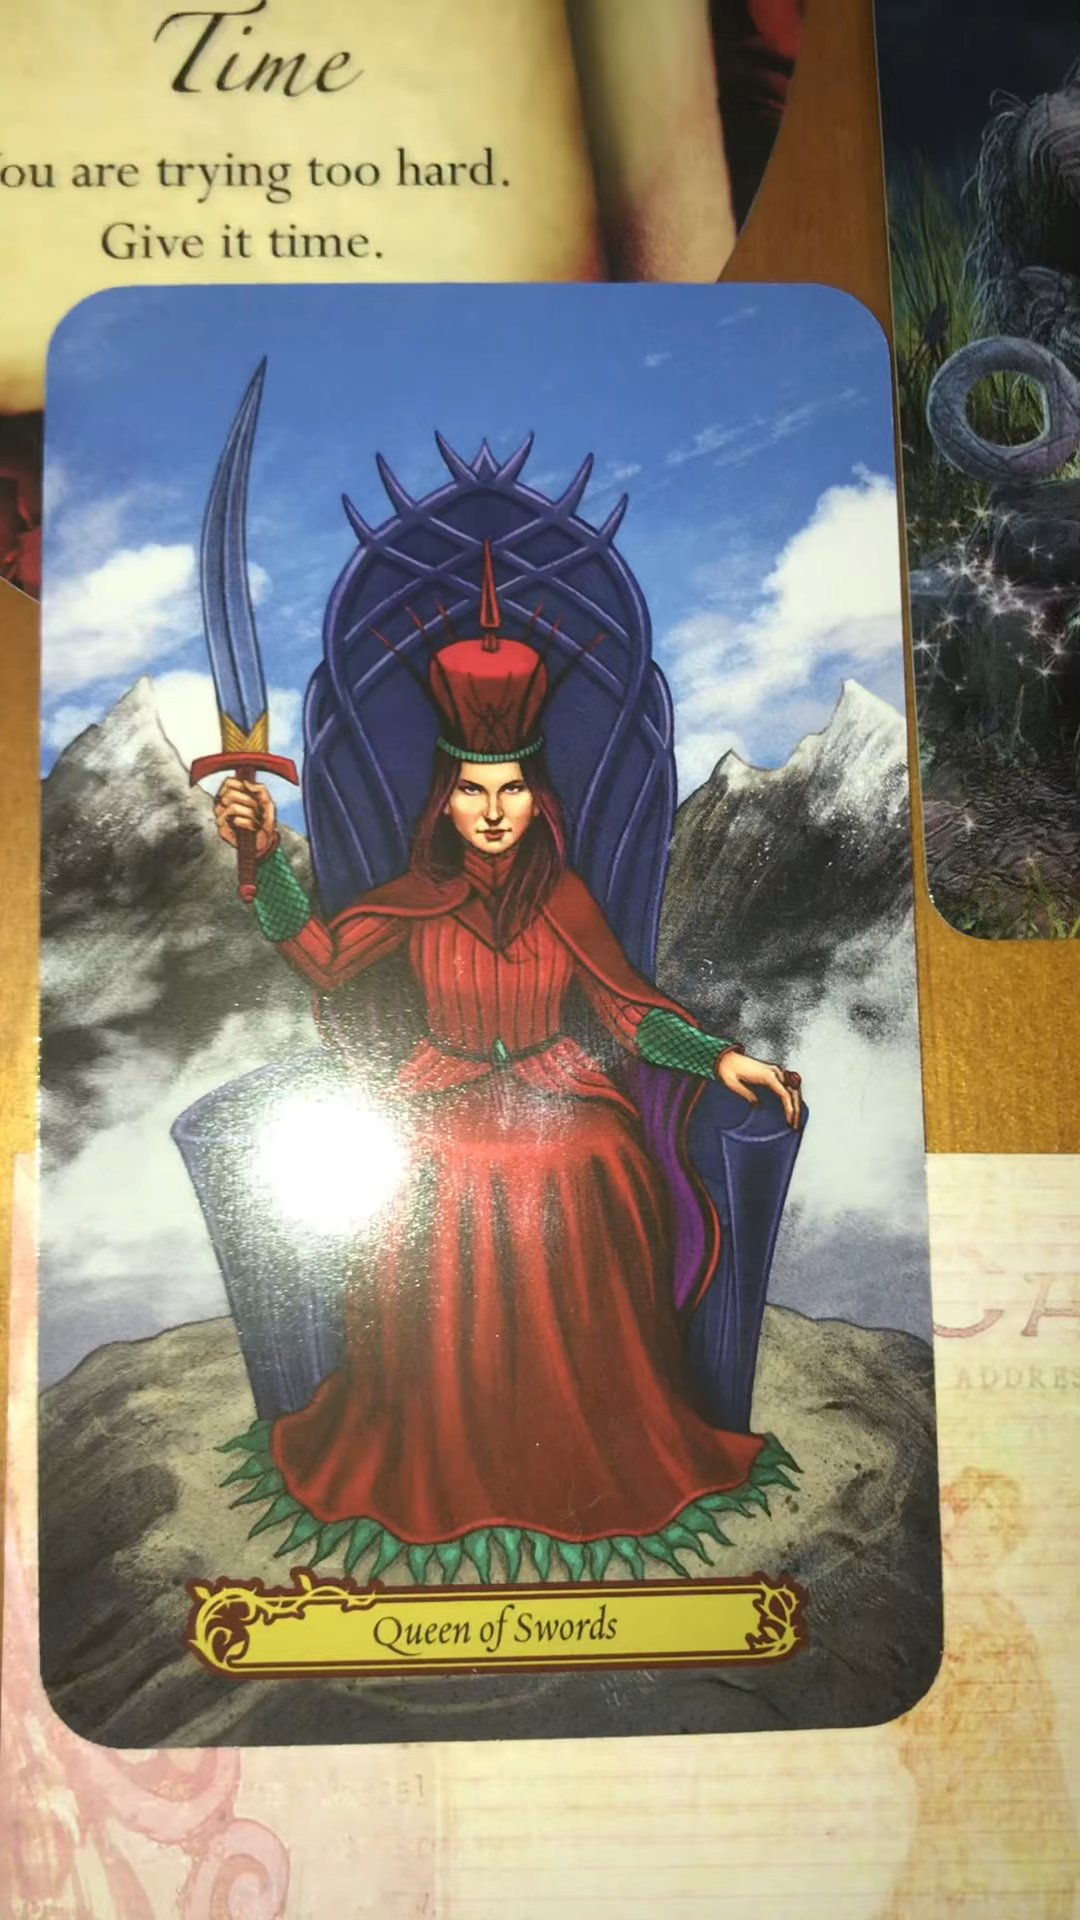 Time
ou are trying too hard.
Give it time.
ADDRES
Queen of Swords